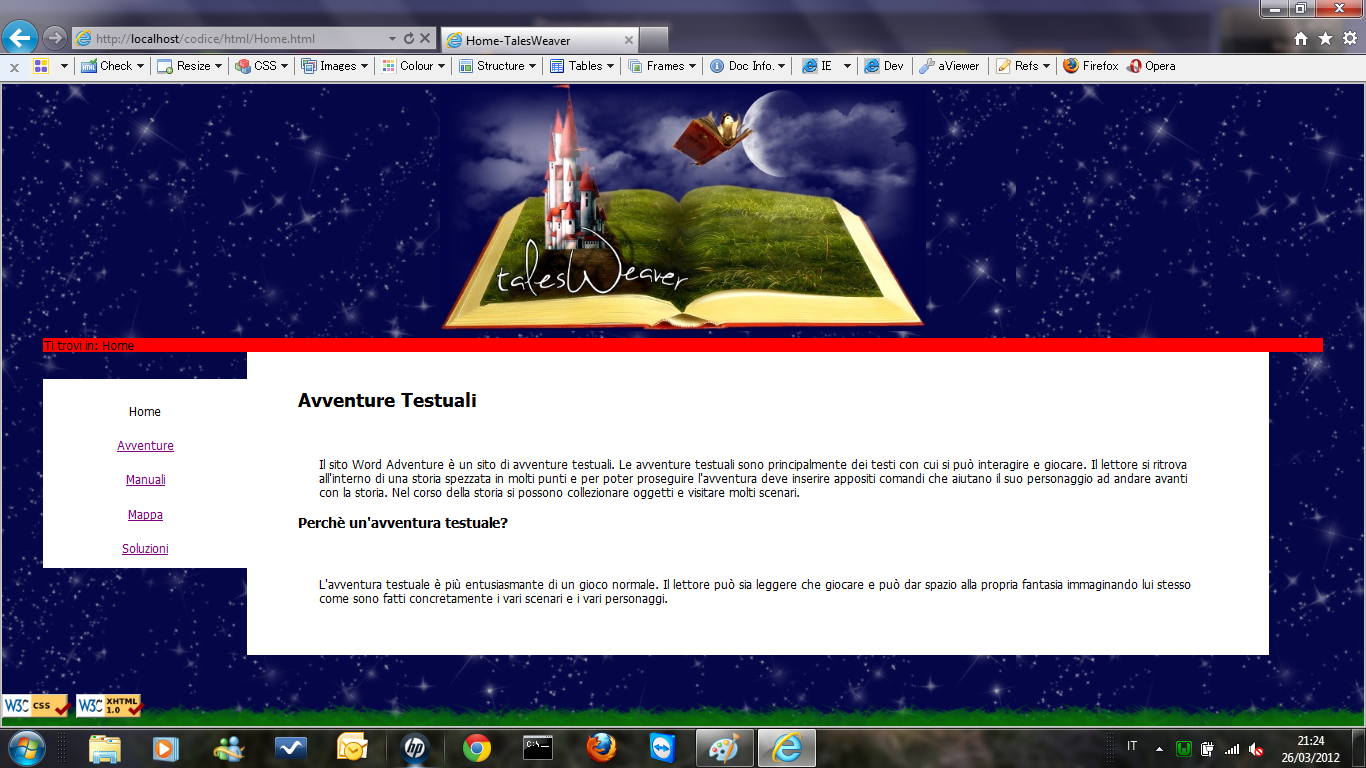 http://localhost/codice/html/Home.html
Home-TalesWeaver
x Check Resize CSS Images Colour Structure Tables Frames Doc Info. IE Dev aViewer Refs Firefox Opera
talesWeaver
Ti trovi in: Home
Home
Avventure
Manuali
Mappa
Soluzioni
Avventure Testuali
Il sito Word Adventure è un sito di avventure testuali. Le avventure testuali sono principalmente dei testi con cui si può interagire e giocare. Il lettore si ritrova
all'interno di una storia spezzata in molti punti e per poter proseguire l'avventura deve inserire appositi comandi che aiutano il suo personaggio ad andare avanti
con la storia. Nel corso della storia si possono collezionare oggetti e visitare molti scenari.
Perchè un'avventura testuale?
L'avventura testuale è più entusiasmante di un gioco normale. Il lettore può sia leggere che giocare e può dar spazio alla propria fantasia immaginando lui stesso
come sono fatti concretamente i vari scenari e i vari personaggi.
W3C CSS
W3C XHTML 1.0
hp
C:\
IT
21:24
26/03/2012